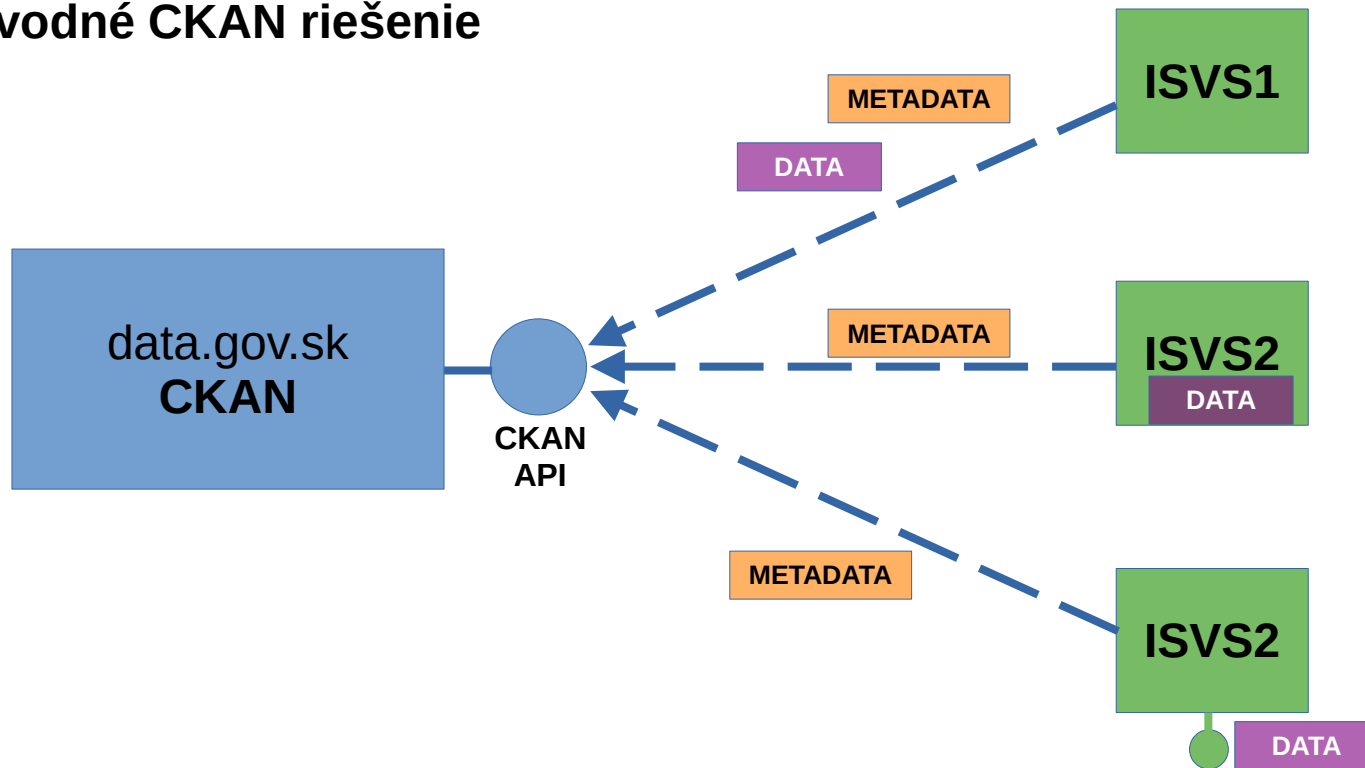 vodné CKAN riešenie
ISVS1
METADATA
DATA
data.gov.sk
CKAN
CKAN
API
METADATA
ISVS2
DATA
METADATA
ISVS2
DATA